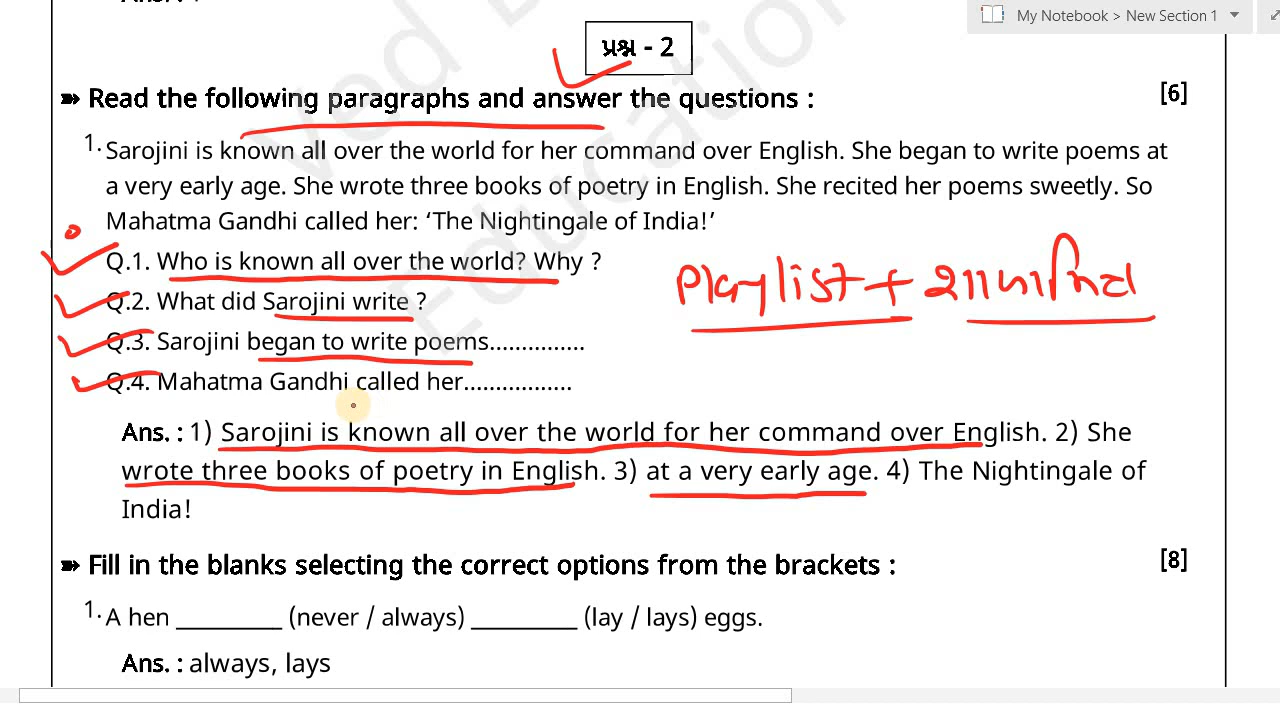 My Notebook > New Section 1
પ્રશ્ન - 2
➽ Read the following paragraphs and answer the questions : [6]
1. Sarojini is known all over the world for her command over English. She began to write poems at
a very early age. She wrote three books of poetry in English. She recited her poems sweetly. So
Mahatma Gandhi called her: ‘The Nightingale of India!’
Q.1. Who is known all over the world? Why ?
Q.2. What did Sarojini write ?
playlist +
Q.3. Sarojini began to write poems...............
Q.4. Mahatma Gandhi called her.................
Ans. : 1) Sarojini is known all over the world for her command over English. 2) She
wrote three books of poetry in English. 3) at a very early age. 4) The Nightingale of
India!
➽ Fill in the blanks selecting the correct options from the brackets : [8]
1. A hen _________ (never / always) _________ (lay / lays) eggs.
Ans. : always, lays